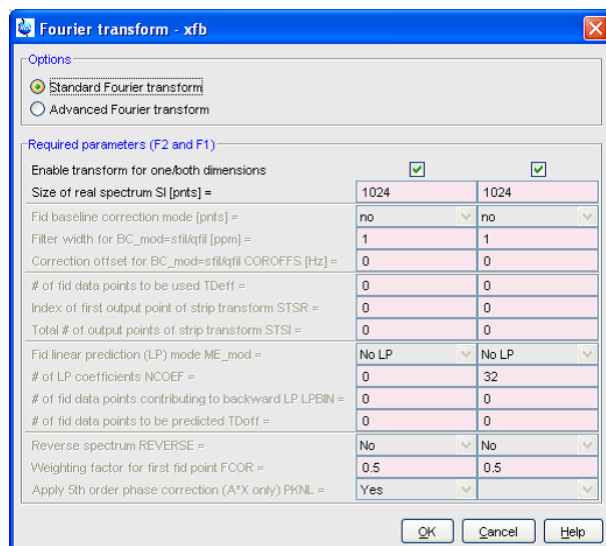 Fourier transform - xfb
Options
Standard Fourier transform
Advanced Fourier transform
Required parameters (F2 and F1)
Enable transform for one/both dimensions
Size of real spectrum SI [pnts] = 1024 1024
Fid baseline correction mode [pnts] = no no
Filter width for BC_mod=sfil/qfil [ppm] = 1 1
Correction offset for BC_mod=sfil/qfil COROFFS [Hz] = 0 0
# of fid data points to be used TDeff = 0 0
Index of first output point of strip transform STSR = 0 0
Total # of output points of strip transform STSI = 0 0
Fid linear prediction (LP) mode ME_mod = No LP No LP
# of LP coefficients NCOEF = 0 32
# of fid data points contributing to backward LP LPBIN = 0 0
# of fid data points to be predicted TDoff = 0 0
Reverse spectrum REVERSE = No No
Weighting factor for first fid point FCOR = 0.5 0.5
Apply 5th order phase correction (A*X only) PKNL = Yes
OK Cancel Help